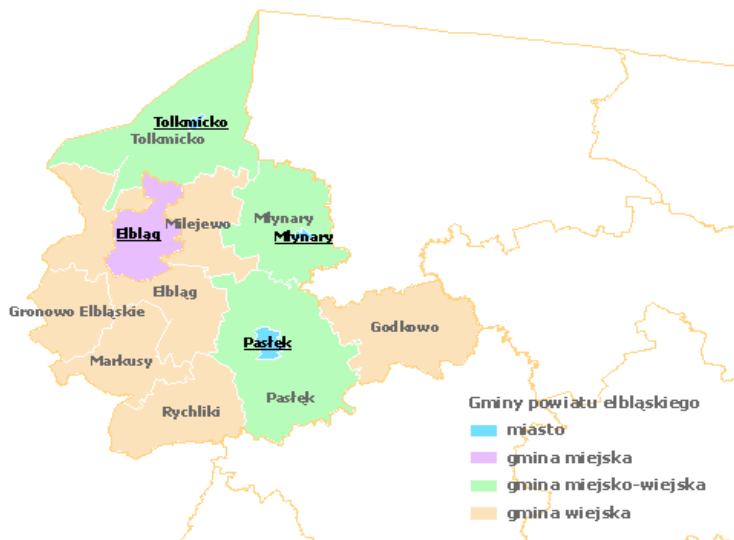 Tolkmicko
Tolkmicko
Młynary
Milejewo
Elbląg
Młynary
Elbląg
Gronowo Elbląskie
Godkowo
Pasłęk
Markusy
Pasłęk
Rychliki
Gminy powiatu elbląskiego
miasto
gmina miejska
gmina miejsko-wiejska
gmina wiejska